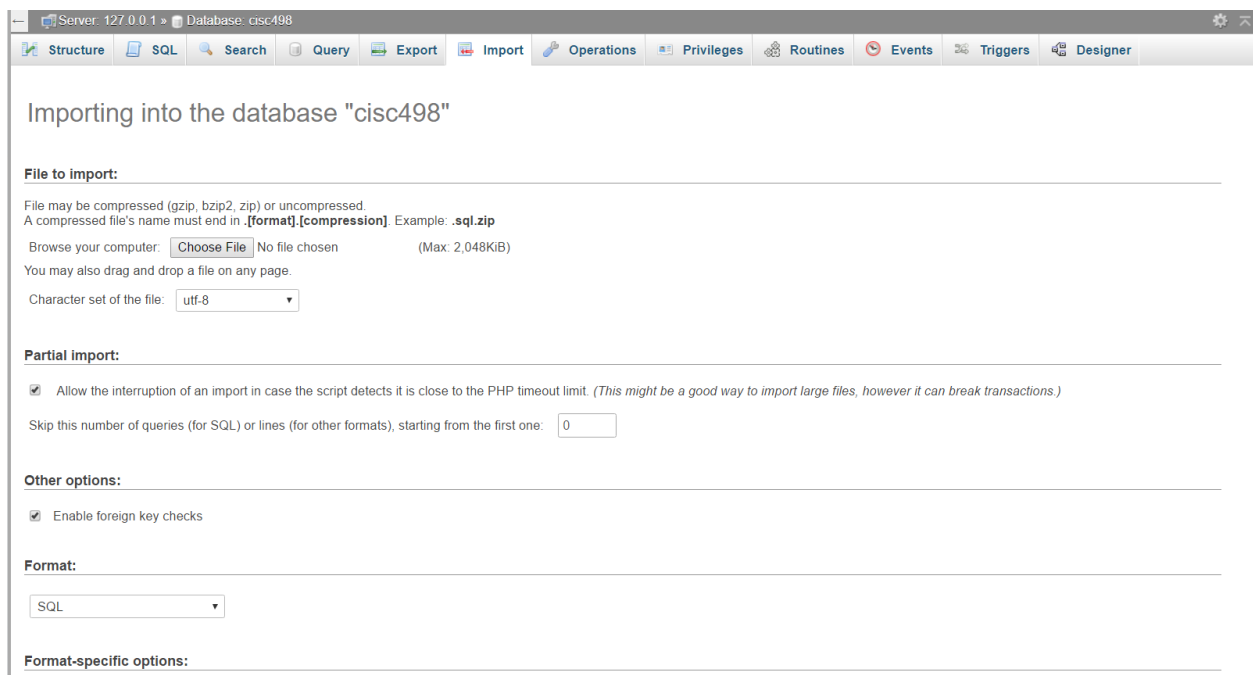 Server: 127.0.0.1 » Database: cisc498
Structure SQL Search Query Export Import Operations Privileges Routines Events Triggers Designer
Importing into the database "cisc498"
File to import:
File may be compressed (gzip, bzip2, zip) or uncompressed.
A compressed file's name must end in .[format].[compression]. Example: .sql.zip
Browse your computer: Choose File No file chosen (Max: 2,048KiB)
You may also drag and drop a file on any page.
Character set of the file: utf-8
Partial import:
Allow the interruption of an import in case the script detects it is close to the PHP timeout limit. (This might be a good way to import large files, however it can break transactions.)
Skip this number of queries (for SQL) or lines (for other formats), starting from the first one: 0
Other options:
Enable foreign key checks
Format:
SQL
Format-specific options: